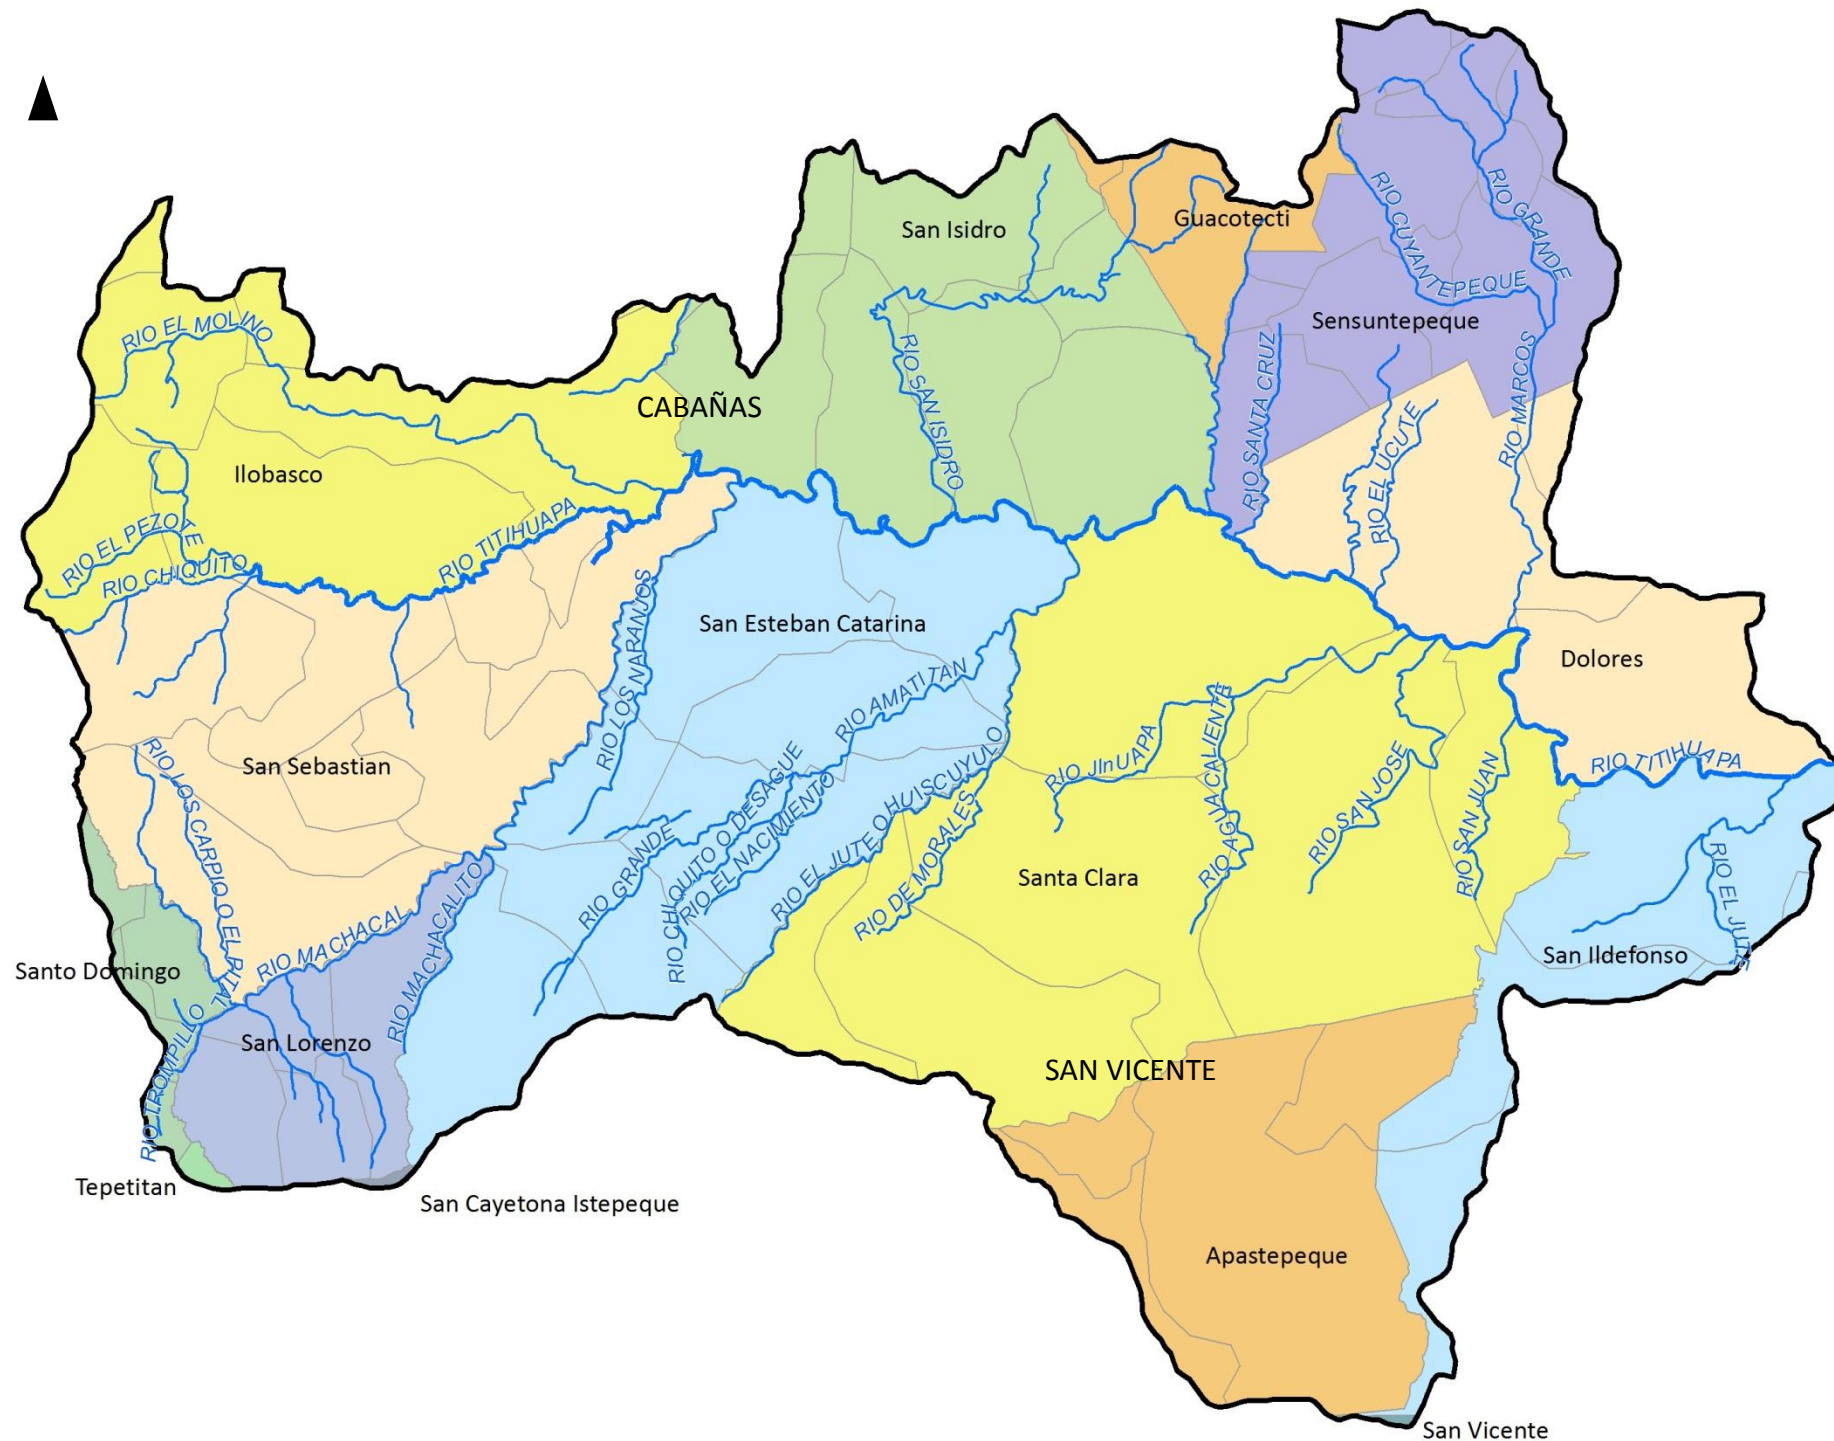 San Isidro
Guacotecti
RIO CUYANTEPEQUE
RIO GRANDE
RIO EL MOLINO
Sensuntepeque
RIO SAN ISIDRO
RIO SANTA CRUZ
RIO MARCOS
CABAÑAS
RIO EL UCUTE
Ilobasco
RIO EL PEZOTE
RIO CHIQUITO
RIO TITIHUAPA
San Esteban Catarina
RIO LOS NARANJOS
RIO AMATITAN
Dolores
RIO TITIHUAPA
San Sebastian
RIO LOS CARPIO O EL PITAL
RIO GRANDE
RIO CHIQUITO O DESAGUE
RIO EL NACIMIENTO
RIO EL JUTE O HUISCUYULO
RIO DE MORALES
RIO JInUAPA
RIO AGUA CALIENTE
RIO SAN JOSE
RIO SAN JUAN
RIO EL JUTE
Santa Clara
San Ildefonso
Santo Domingo
RIO MACHACAL
RIO MACHACALITO
RIO TROMPILLO
San Lorenzo
SAN VICENTE
Tepetitan
San Cayetona Istepeque
Apastepeque
San Vicente